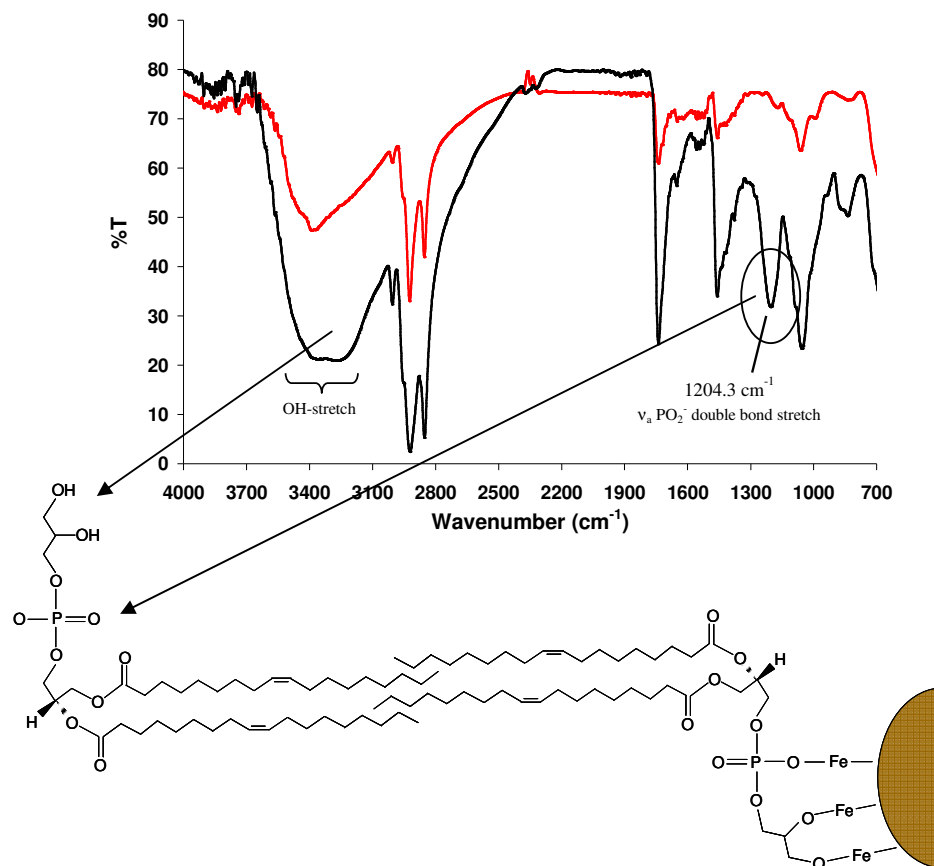 90
80
70
60
50
40
30
20
10
0
%T
4000 3700 3400 3100 2800 2500 2200 1900 1600 1300 1000 700
Wavenumber (cm⁻¹)
OH-stretch
1204.3 cm⁻¹
νₐ PO₂⁻ double bond stretch
OH
OH
O
O P O
O
O
O
H O
O
O
O
O
H
O
O
O P O Fe
O
O Fe
O Fe